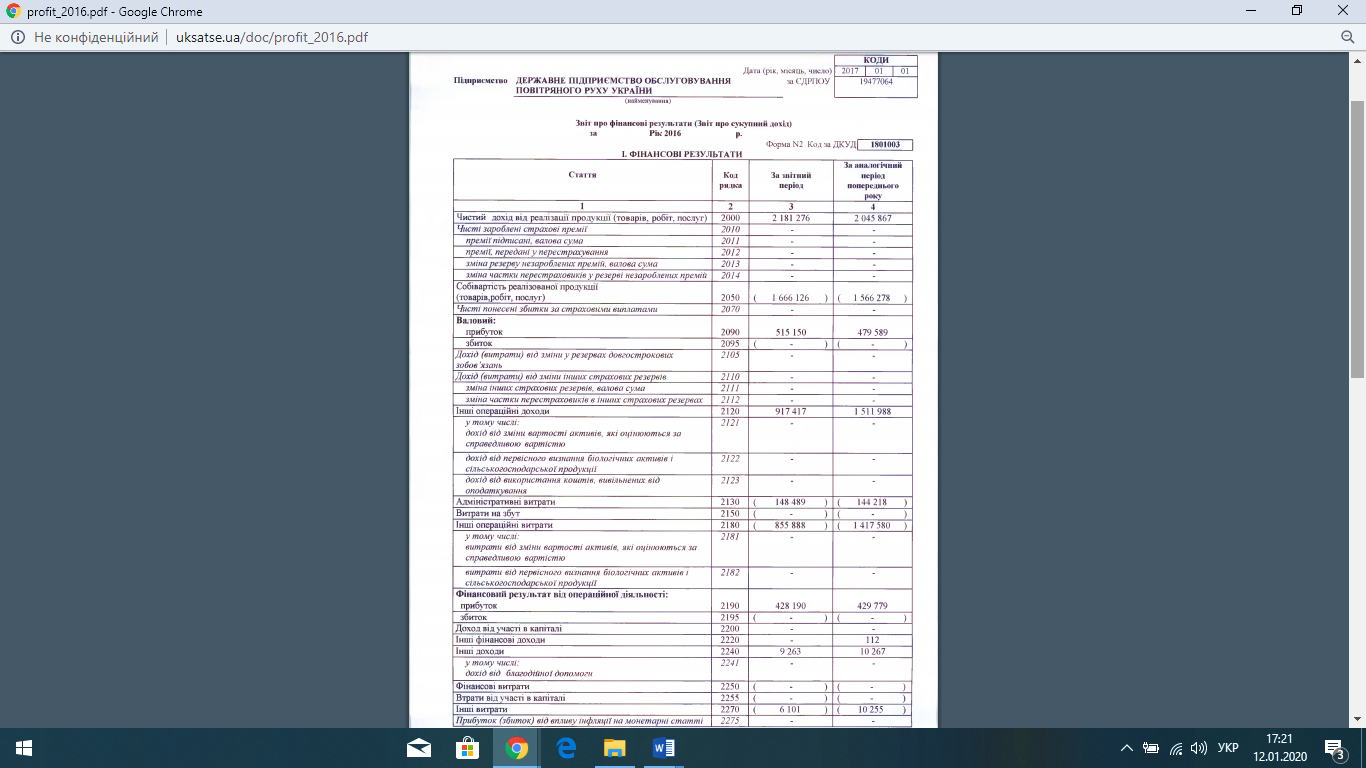 profit_2016.pdf - Google Chrome
Не конфіденційний | uksatse.ua/doc/profit_2016.pdf
КОДИ
Дата (рік, місяць, число) 2017 01 01
Підприємство ДЕРЖАВНЕ ПІДПРИЄМСТВО ОБСЛУГОВУВАННЯ за ЄДРПОУ 19477064
ПОВІТРЯНОГО РУХУ УКРАЇНИ
(найменування)
Звіт про фінансові результати (Звіт про сукупний дохід)
за Рік 2016 р.
Форма N2 Код за ДКУД 1801003
І. ФІНАНСОВІ РЕЗУЛЬТАТИ
Стаття Код рядка За звітний період За аналогічний період попереднього року
1 2 3 4
Чистий дохід від реалізації продукції (товарів, робіт, послуг) 2000 2 181 276 2 045 867
Чисті зароблені страхові премії 2010 - -
премії підписані, валова сума 2011 - -
премії, передані у перестрахування 2012 - -
зміна резерву незароблених премій, валова сума 2013 - -
зміна частки перестраховиків у резерві незароблених премій 2014 - -
Собівартість реалізованої продукції
(товарів,робіт, послуг) 2050 ( 1 666 126 ) ( 1 566 278 )
Чисті понесені збитки за страховими виплатами 2070 - -
Валовий:
прибуток 2090 515 150 479 589
збиток 2095 ( - ) ( - )
Дохід (витрати) від зміни у резервах довгострокових 2105 - -
зобов'язань
Дохід (витрати) від зміни інших страхових резервів 2110 - -
зміна інших страхових резервів, валова сума 2111 - -
зміна частки перестраховиків в інших страхових резервах 2112 - -
Інші операційні доходи 2120 917 417 1 511 988
у тому числі: 2121 - -
дохід від зміни вартості активів, які оцінюються за
справедливою вартістю
дохід від первісного визнання біологічних активів і 2122 - -
сільськогосподарської продукції
дохід від використання коштів, вивільнених від 2123 - -
оподаткування
Адміністративні витрати 2130 ( 148 489 ) ( 144 218 )
Витрати на збут 2150 ( - ) ( - )
Інші операційні витрати 2180 ( 855 888 ) ( 1 417 580 )
у тому числі: 2181 - -
витрати від зміни вартості активів, які оцінюються за
справедливою вартістю
витрати від первісного визнання біологічних активів і 2182 - -
сільськогосподарської продукції
Фінансовий результат від операційної діяльності:
прибуток 2190 428 190 429 779
збиток 2195 ( - ) ( - )
Доход від участі в капіталі 2200 - -
Інші фінансові доходи 2220 - 112
Інші доходи 2240 9 263 10 267
у тому числі: 2241 - -
дохід від благодійної допомоги
Фінансові витрати 2250 ( - ) ( - )
Втрати від участі в капіталі 2255 ( - ) ( - )
Інші витрати 2270 ( 6 101 ) ( 10 255 )
Прибуток (збиток) від впливу інфляції на монетарні статті 2275 - -
УКР
17:21
12.01.2020
3